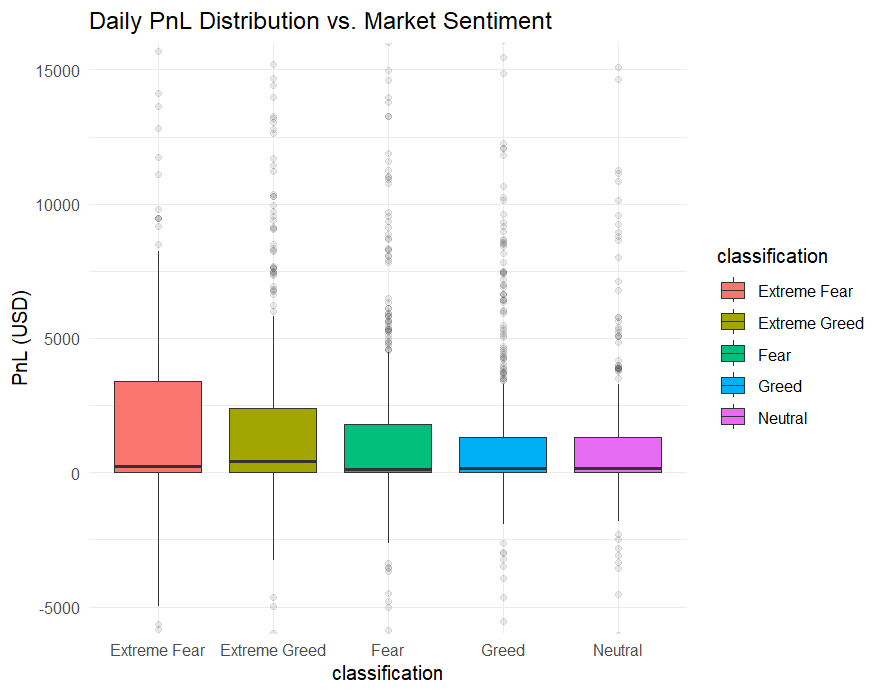 Daily PnL Distribution vs. Market Sentiment
PnL (USD)
15000
10000
5000
0
-5000
Extreme Fear Extreme Greed Fear Greed Neutral
classification
classification
Extreme Fear
Extreme Greed
Fear
Greed
Neutral